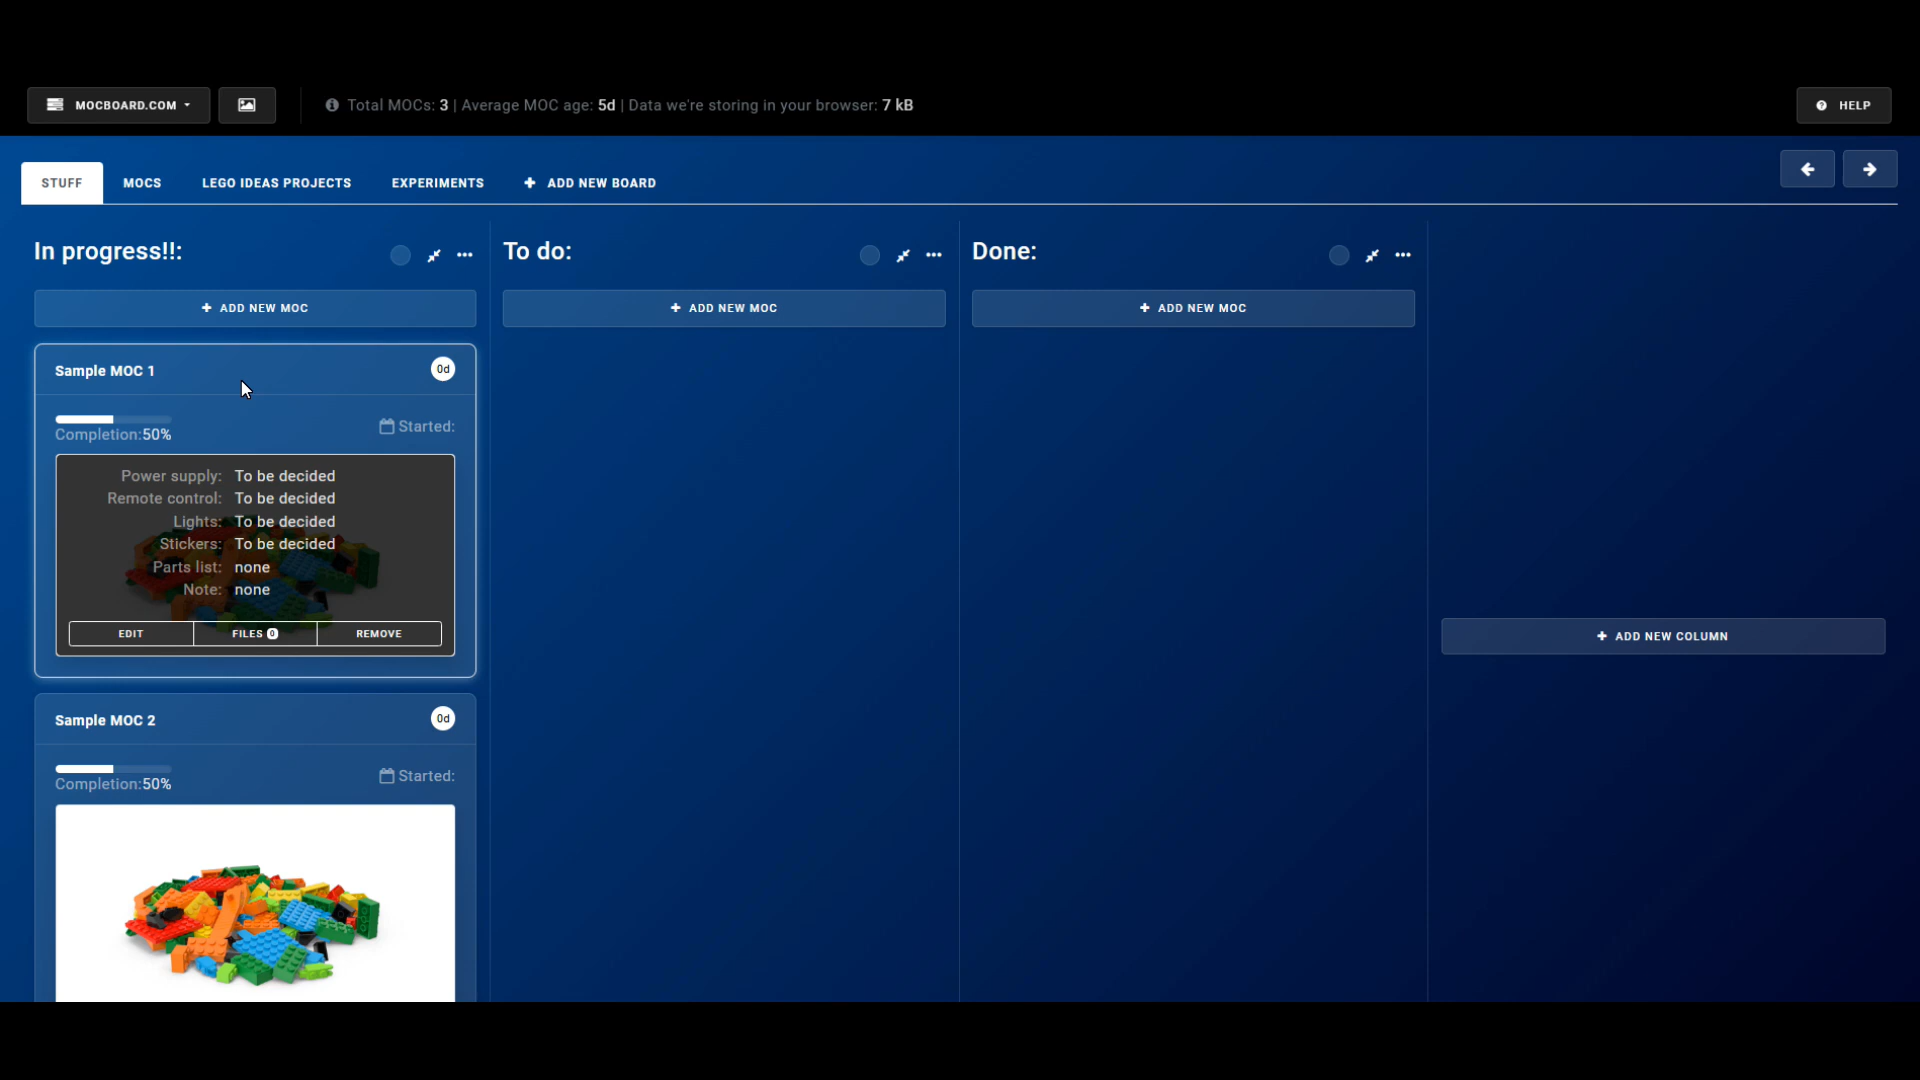 MOCBOARD.COM
Total MOCs: 3 | Average MOC age: 5d | Data we're storing in your browser: 7 kB
HELP
STUFF
MOCS
LEGO IDEAS PROJECTS
EXPERIMENTS
ADD NEW BOARD
In progress!!:
ADD NEW MOC
Sample MOC 1
0d
Completion:50%
Started:
Power supply: To be decided
Remote control: To be decided
Lights: To be decided
Stickers: To be decided
Parts list: none
Note: none
EDIT
FILES 0
REMOVE
Sample MOC 2
0d
Completion:50%
Started:
To do:
ADD NEW MOC
Done:
ADD NEW MOC
ADD NEW COLUMN